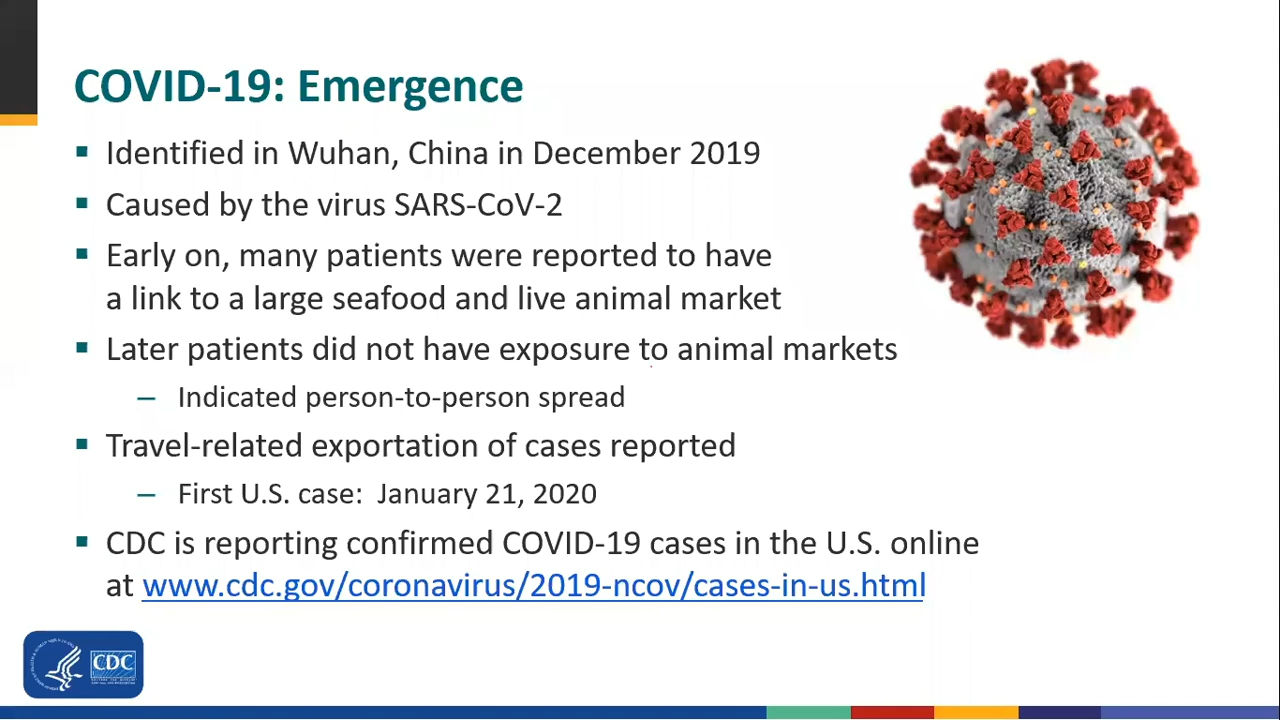 COVID-19: Emergence
▪ Identified in Wuhan, China in December 2019
▪ Caused by the virus SARS-CoV-2
▪ Early on, many patients were reported to have
a link to a large seafood and live animal market
▪ Later patients did not have exposure to animal markets
– Indicated person-to-person spread
▪ Travel-related exportation of cases reported
– First U.S. case:  January 21, 2020
▪ CDC is reporting confirmed COVID-19 cases in the U.S. online
at www.cdc.gov/coronavirus/2019-ncov/cases-in-us.html
CDC